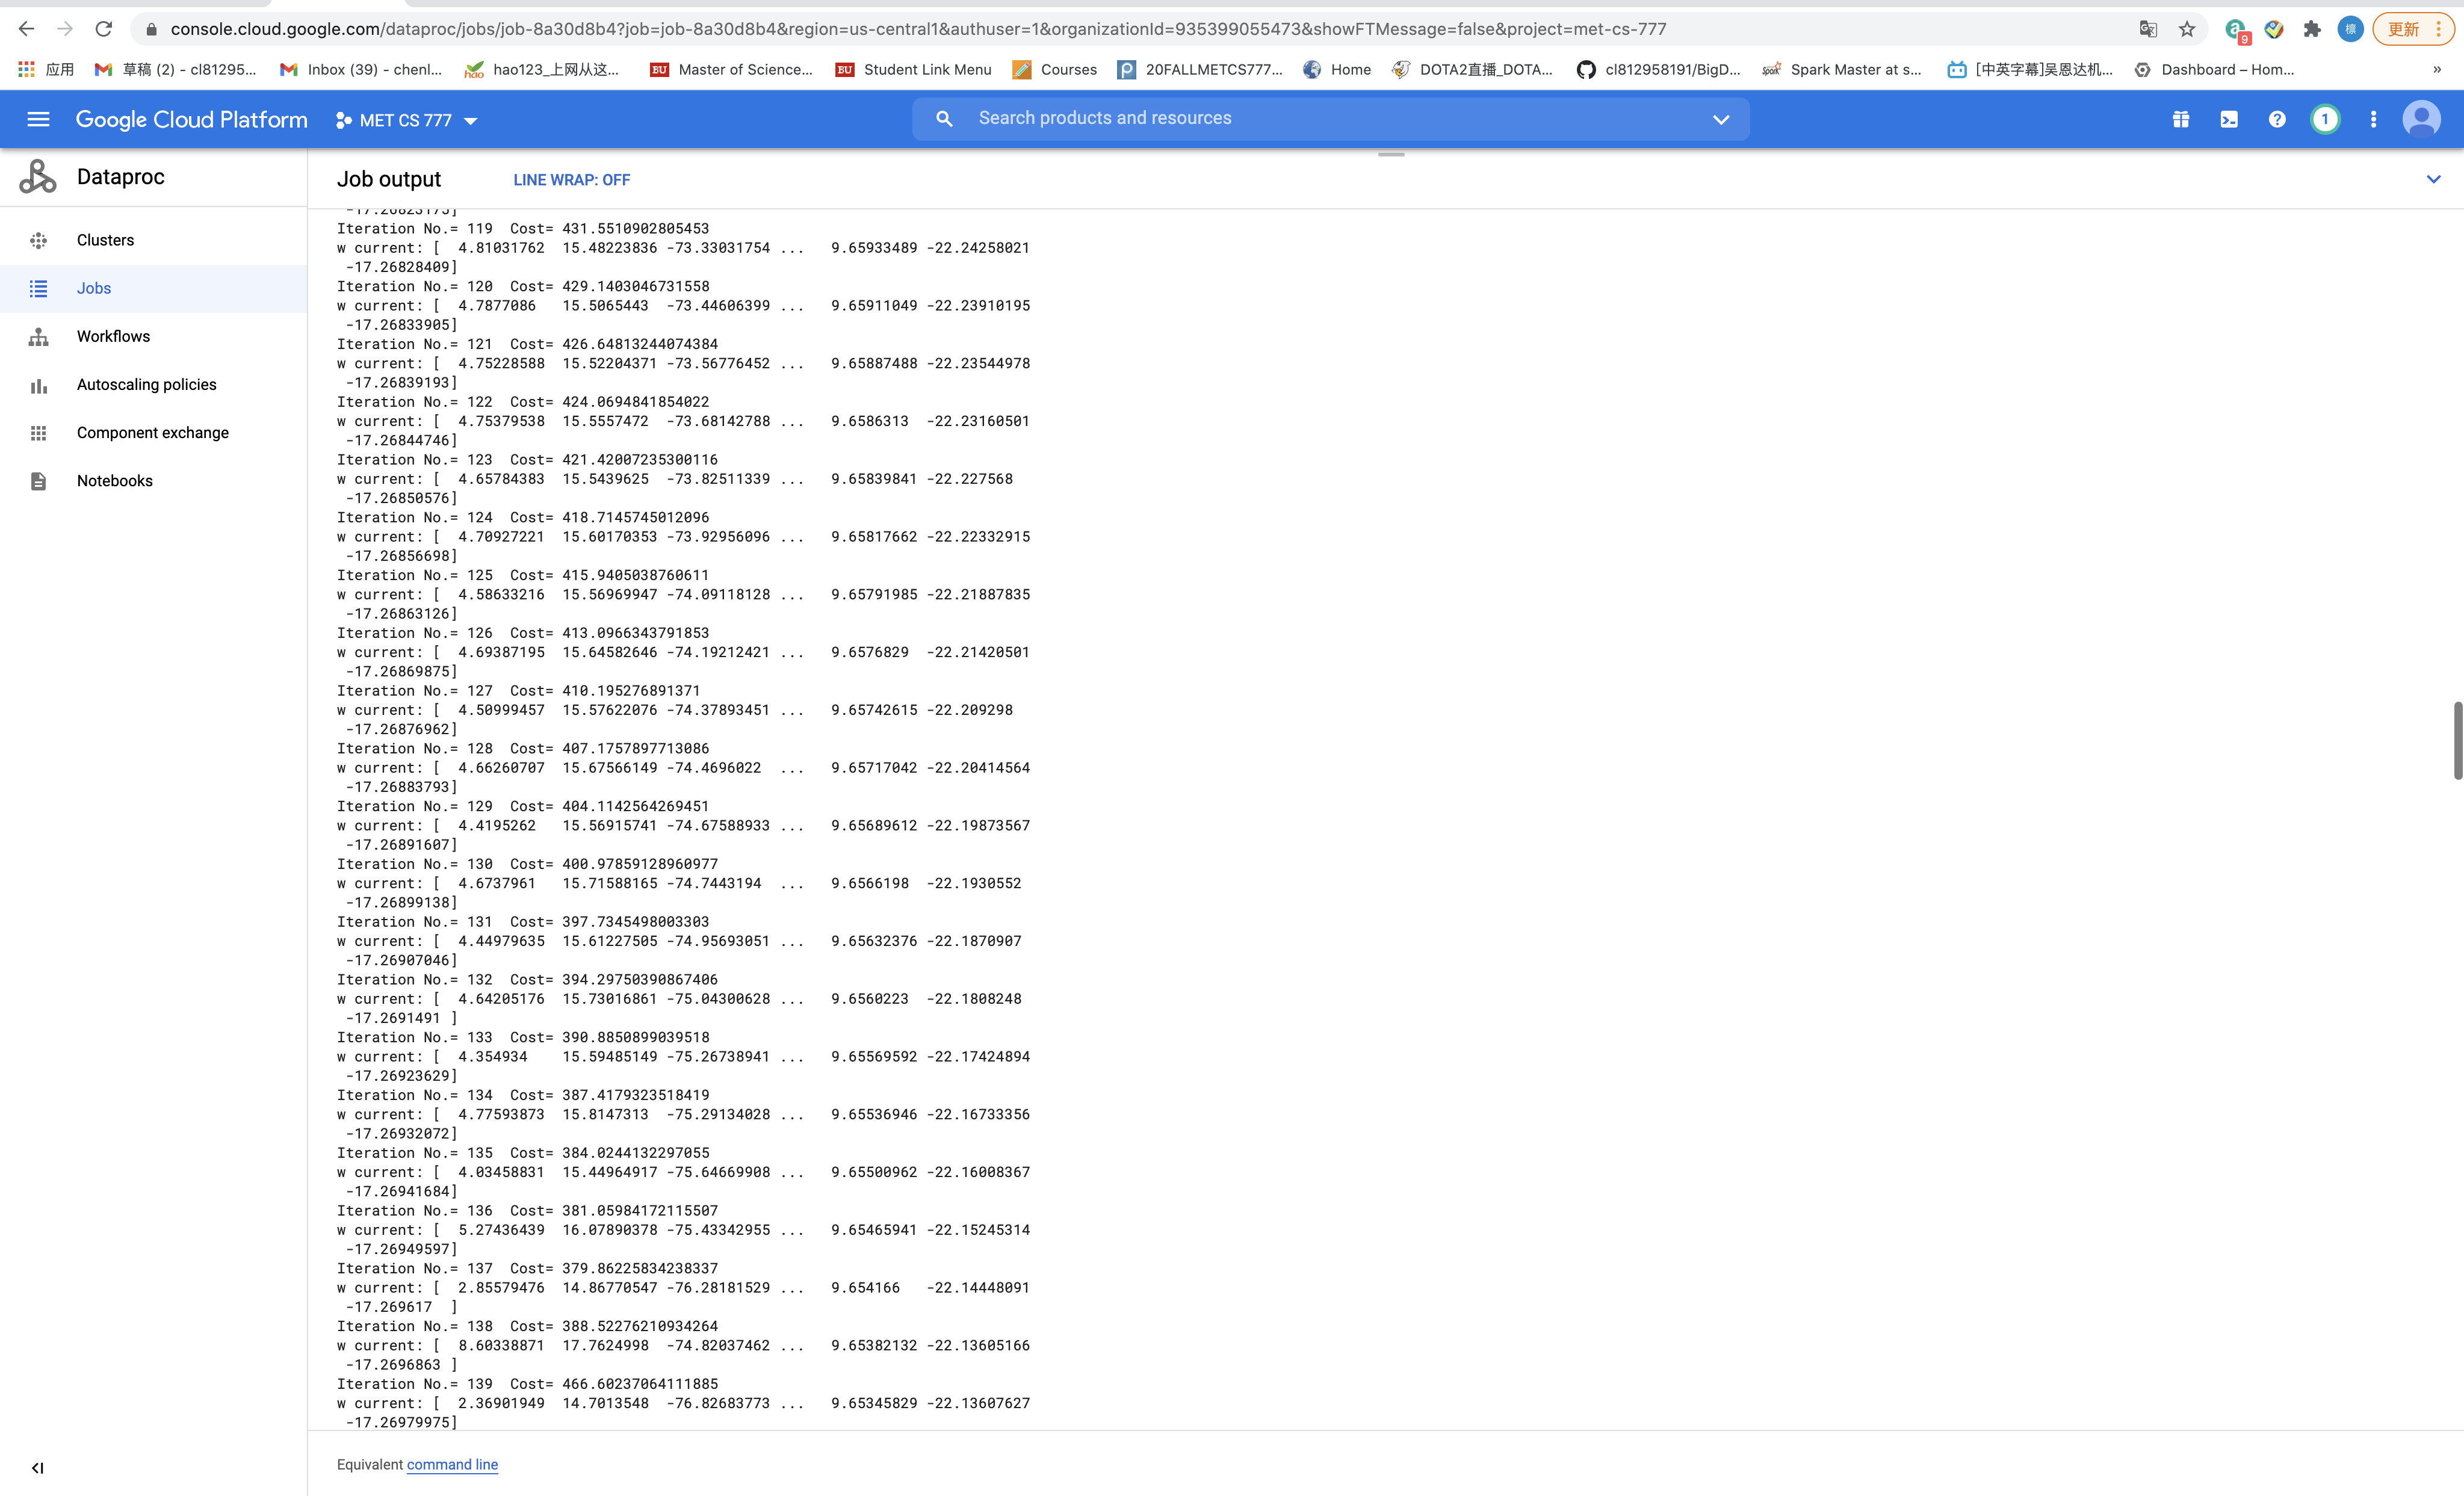 console.cloud.google.com/dataproc/jobs/job-8a30d8b4?job=job-8a30d8b4&region=us-central1&authuser=1&organizationId=935399055473&showFTMessage=false&project=met-cs-777
9
更新
应用
草稿 (2) - cl81295...
Inbox (39) - chenl...
hao123_上网从这...
BU Master of Science...
BU Student Link Menu
Courses
20FALLMETCS777...
Home
DOTA2直播_DOTA...
cl812958191/BigD...
Spark Master at s...
[中英字幕]吴恩达机...
Dashboard – Hom...
»
Google Cloud Platform
MET CS 777
Search products and resources
1
Dataproc
Clusters
Jobs
Workflows
Autoscaling policies
Component exchange
Notebooks
Job output
LINE WRAP: OFF
-17.26823175]
Iteration No.= 119  Cost= 431.5510902805453
w current: [  4.81031762  15.48223836 -73.33031754 ...   9.65933489 -22.24258021
-17.26828409]
Iteration No.= 120  Cost= 429.1403046731558
w current: [  4.7877086   15.5065443  -73.44606399 ...   9.65911049 -22.23910195
-17.26833905]
Iteration No.= 121  Cost= 426.64813244074384
w current: [  4.75228588  15.52204371 -73.56776452 ...   9.65887488 -22.23544978
-17.26839193]
Iteration No.= 122  Cost= 424.0694841854022
w current: [  4.75379538  15.5557472  -73.68142788 ...   9.6586313  -22.23160501
-17.26844746]
Iteration No.= 123  Cost= 421.42007235300116
w current: [  4.65784383  15.5439625  -73.82511339 ...   9.65839841 -22.227568
-17.26850576]
Iteration No.= 124  Cost= 418.7145745012096
w current: [  4.70927221  15.60170353 -73.92956096 ...   9.65817662 -22.22332915
-17.26856698]
Iteration No.= 125  Cost= 415.9405038760611
w current: [  4.58633216  15.56969947 -74.09118128 ...   9.65791985 -22.21887835
-17.26863126]
Iteration No.= 126  Cost= 413.0966343791853
w current: [  4.69387195  15.64582646 -74.19212421 ...   9.6576829  -22.21420501
-17.26869875]
Iteration No.= 127  Cost= 410.195276891371
w current: [  4.50999457  15.57622076 -74.37893451 ...   9.65742615 -22.209298
-17.26876962]
Iteration No.= 128  Cost= 407.1757897713086
w current: [  4.66260707  15.67566149 -74.4696022  ...   9.65717042 -22.20414564
-17.26883793]
Iteration No.= 129  Cost= 404.1142564269451
w current: [  4.4195262   15.56915741 -74.67588933 ...   9.65689612 -22.19873567
-17.26891607]
Iteration No.= 130  Cost= 400.97859128960977
w current: [  4.6737961   15.71588165 -74.7443194  ...   9.6566198  -22.1930552
-17.26899138]
Iteration No.= 131  Cost= 397.7345498003303
w current: [  4.44979635  15.61227505 -74.95693051 ...   9.65632376 -22.1870907
-17.26907046]
Iteration No.= 132  Cost= 394.29750390867406
w current: [  4.64205176  15.73016861 -75.04300628 ...   9.6560223  -22.1808248
-17.2691491 ]
Iteration No.= 133  Cost= 390.8850899039518
w current: [  4.354934    15.59485149 -75.26738941 ...   9.65569592 -22.17424894
-17.26923629]
Iteration No.= 134  Cost= 387.4179323518419
w current: [  4.77593873  15.8147313  -75.29134028 ...   9.65536946 -22.16733356
-17.26932072]
Iteration No.= 135  Cost= 384.0244132297055
w current: [  4.03458831  15.44964917 -75.64669908 ...   9.65500962 -22.16008367
-17.26941684]
Iteration No.= 136  Cost= 381.05984172115507
w current: [  5.27436439  16.07890378 -75.43342955 ...   9.65465941 -22.15245314
-17.26949597]
Iteration No.= 137  Cost= 379.86225834238337
w current: [  2.85579476  14.86770547 -76.28181529 ...   9.654166   -22.14448091
-17.269617  ]
Iteration No.= 138  Cost= 388.52276210934264
w current: [  8.60338871  17.7624998  -74.82037462 ...   9.65382132 -22.13605166
-17.2696863 ]
Iteration No.= 139  Cost= 466.60237064111885
w current: [  2.36901949  14.7013548  -76.82683773 ...   9.65345829 -22.13607627
-17.26979975]
Equivalent command line